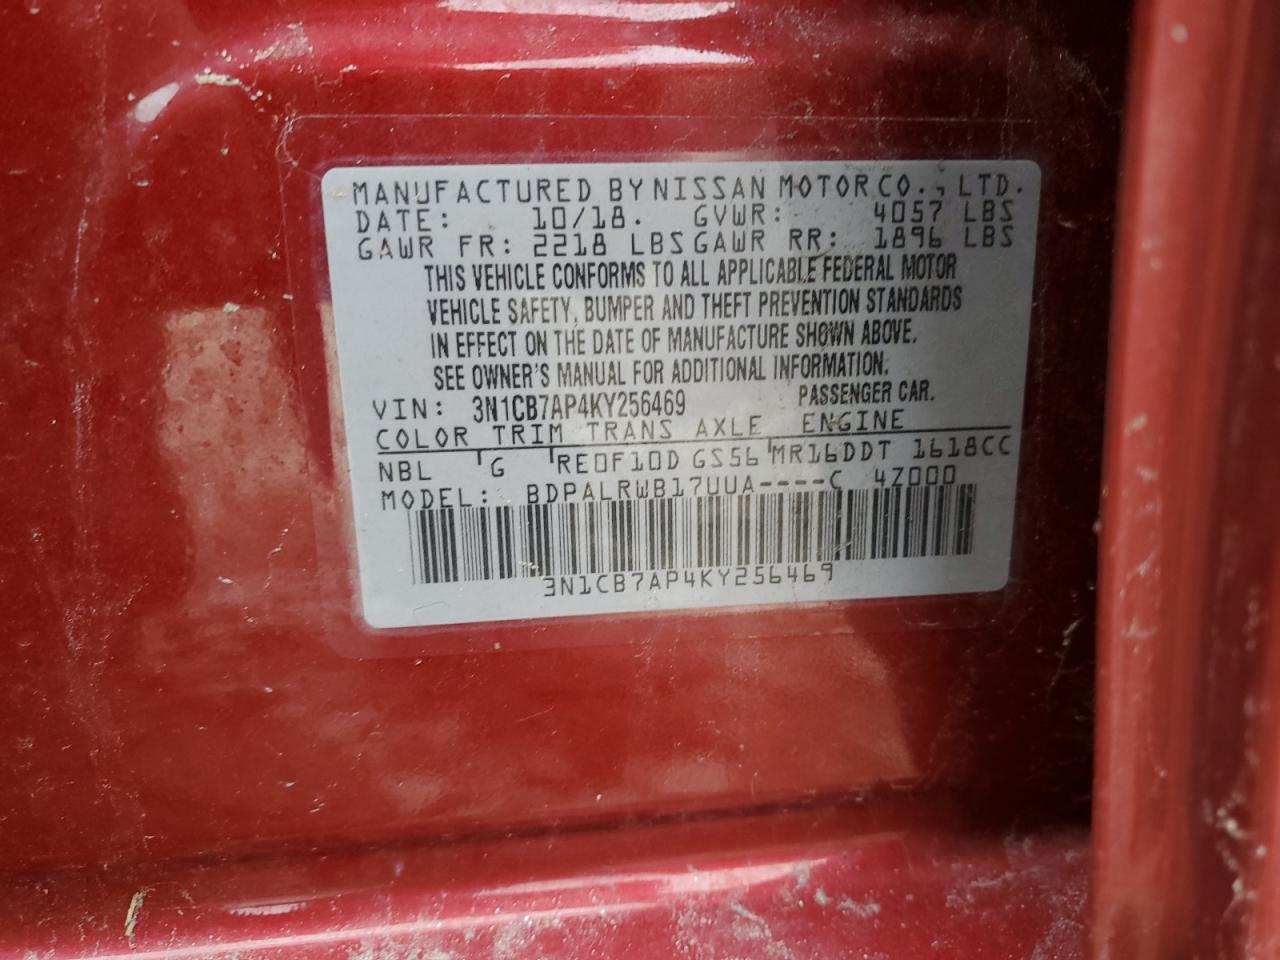 MANUFACTURED BY NISSAN MOTOR CO., LTD.
DATE: 10/18. GVWR: 4057 LBS
GAWR FR: 2218 LBS GAWR RR: 1896 LBS
THIS VEHICLE CONFORMS TO ALL APPLICABLE FEDERAL MOTOR
VEHICLE SAFETY, BUMPER AND THEFT PREVENTION STANDARDS
IN EFFECT ON THE DATE OF MANUFACTURE SHOWN ABOVE.
SEE OWNER'S MANUAL FOR ADDITIONAL INFORMATION.
VIN: 3N1CB7AP4KY256469 PASSENGER CAR.
COLOR TRIM TRANS AXLE ENGINE
NBL G RE0F10D GS56 MR16DDT 1618CC
MODEL: BDPALRWB17UUA----C 4Z000
3N1CB7AP4KY256469